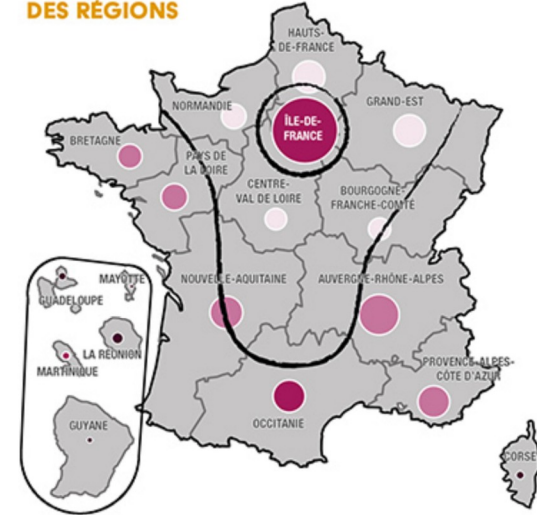 DES RÉGIONS
HAUTS-
DE-FRANCE
NORMANDIE
ÎLE-DE-
FRANCE
GRAND-EST
BRETAGNE
PAYS DE
LA LOIRE
CENTRE-
VAL DE LOIRE
BOURGOGNE-
FRANCHE-COMTÉ
NOUVELLE-AQUITAINE
AUVERGNE-RHÔNE-ALPES
MAYOTTE
GUADELOUPE
LA RÉUNION
MARTINIQUE
PROVENCE-ALPES-
CÔTE D'AZUR
GUYANE
OCCITANIE
CORSE